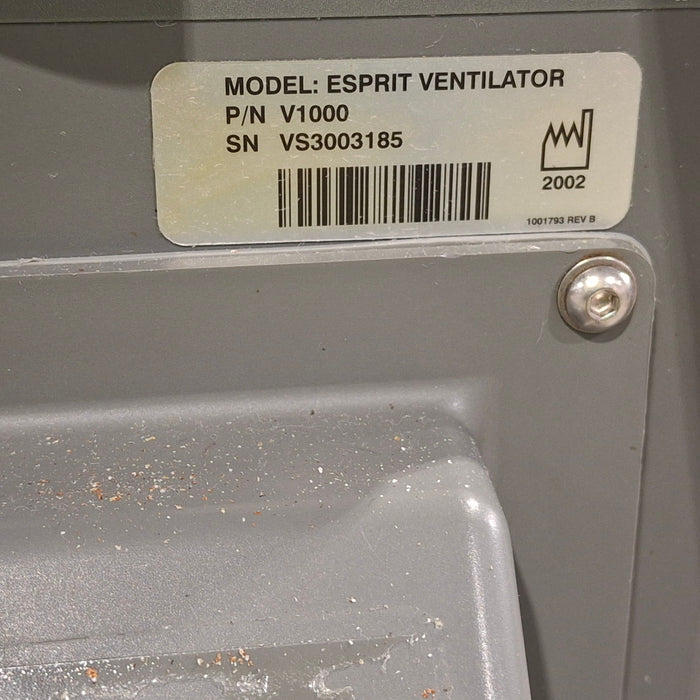 MODEL: ESPRIT VENTILATOR
P/N V1000
SN VS3003185
2002
1001793 REV B